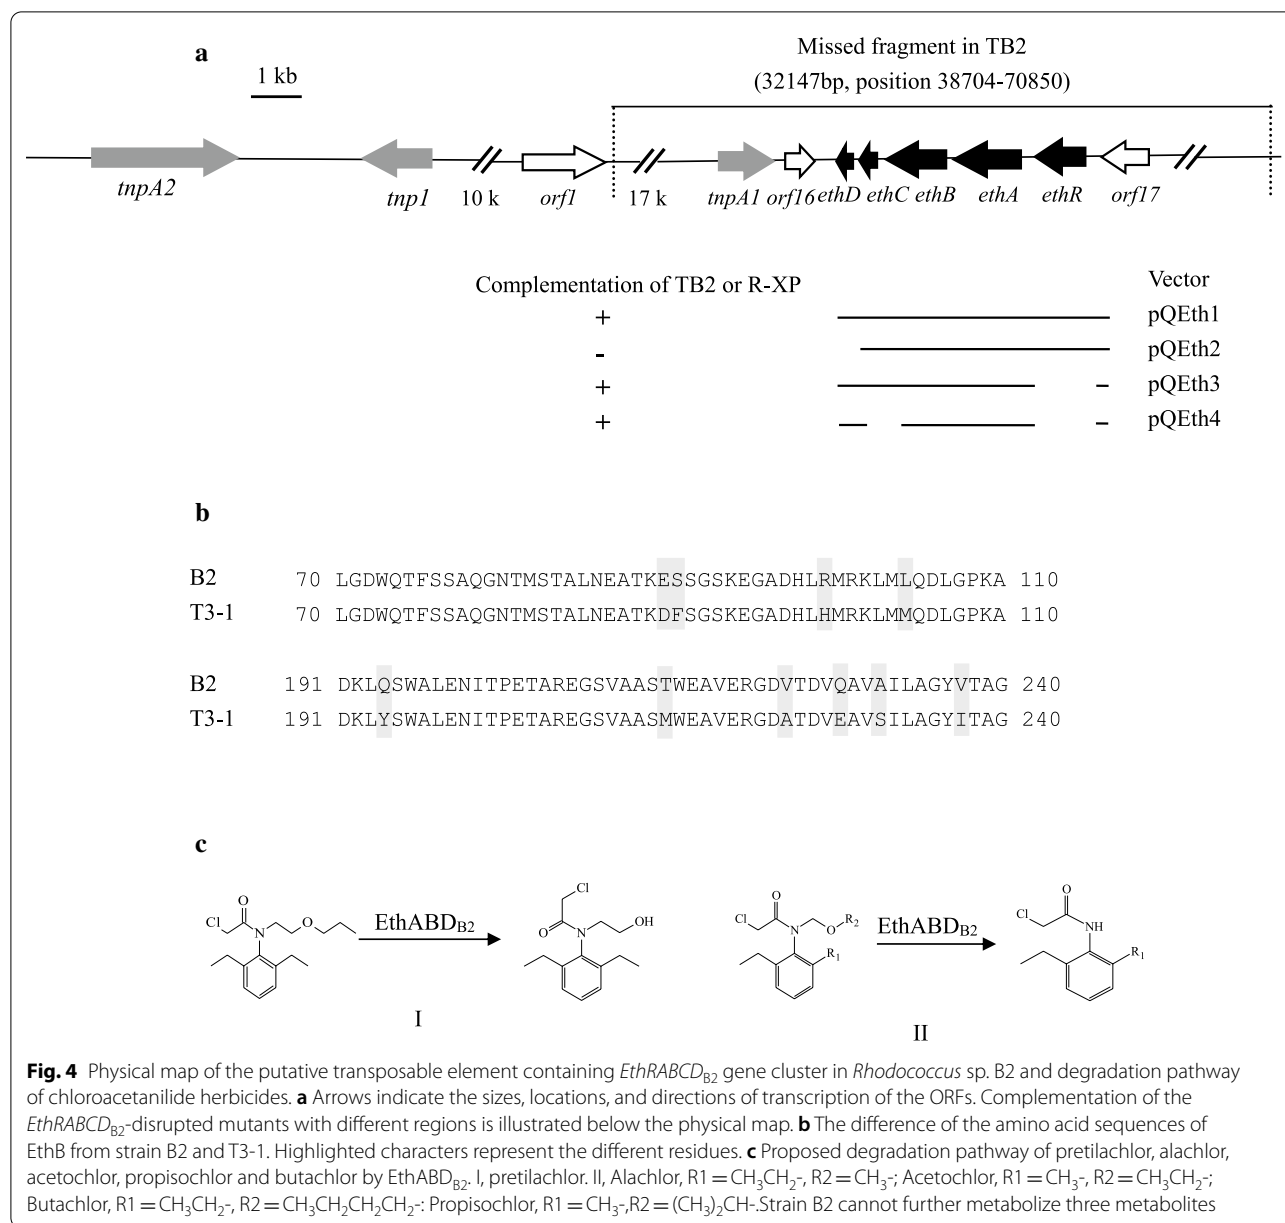 a
Missed fragment in TB2
(32147bp, position 38704-70850)
1 kb
tnpA2 tnp1 10 k orf1 17 k tnpA1 orf16 ethD ethC ethB ethA ethR orf17
Complementation of TB2 or R-XP Vector
+ pQEth1
- pQEth2
+ pQEth3
+ pQEth4
b
B2 70 LGDWQTFSSAQGNTMSTALNEATKESSGSKEGADHLRMRKLMLQDLGPKA 110
T3-1 70 LGDWQTFSSAQGNTMSTALNEATKDFSGSKEGADHLHMRKLMMQDLGPKA 110
B2 191 DKLQSWALENITPETAREGSVAASTWEAVERGDVTDVQAVAILAGYVTAG 240
T3-1 191 DKLYSWALENITPETAREGSVAASMWEAVERGDATDVEAVSILAGYITAG 240
c
Cl O N O EthABD_B2 Cl O N OH
I
Cl O N O R2 R1 EthABD_B2 O Cl NH R1
II
Fig. 4 Physical map of the putative transposable element containing EthRABCD_B2 gene cluster in Rhodococcus sp. B2 and degradation pathway
of chloroacetanilide herbicides. a Arrows indicate the sizes, locations, and directions of transcription of the ORFs. Complementation of the
EthRABCD_B2-disrupted mutants with different regions is illustrated below the physical map. b The difference of the amino acid sequences of
EthB from strain B2 and T3-1. Highlighted characters represent the different residues. c Proposed degradation pathway of pretilachlor, alachlor,
acetochlor, propisochlor and butachlor by EthABD_B2. I, pretilachlor. II, Alachlor, R1 = CH3CH2-, R2 = CH3-; Acetochlor, R1 = CH3-, R2 = CH3CH2-;
Butachlor, R1 = CH3CH2-, R2 = CH3CH2CH2CH2-: Propisochlor, R1 = CH3-,R2 = (CH3)2CH-.Strain B2 cannot further metabolize three metabolites